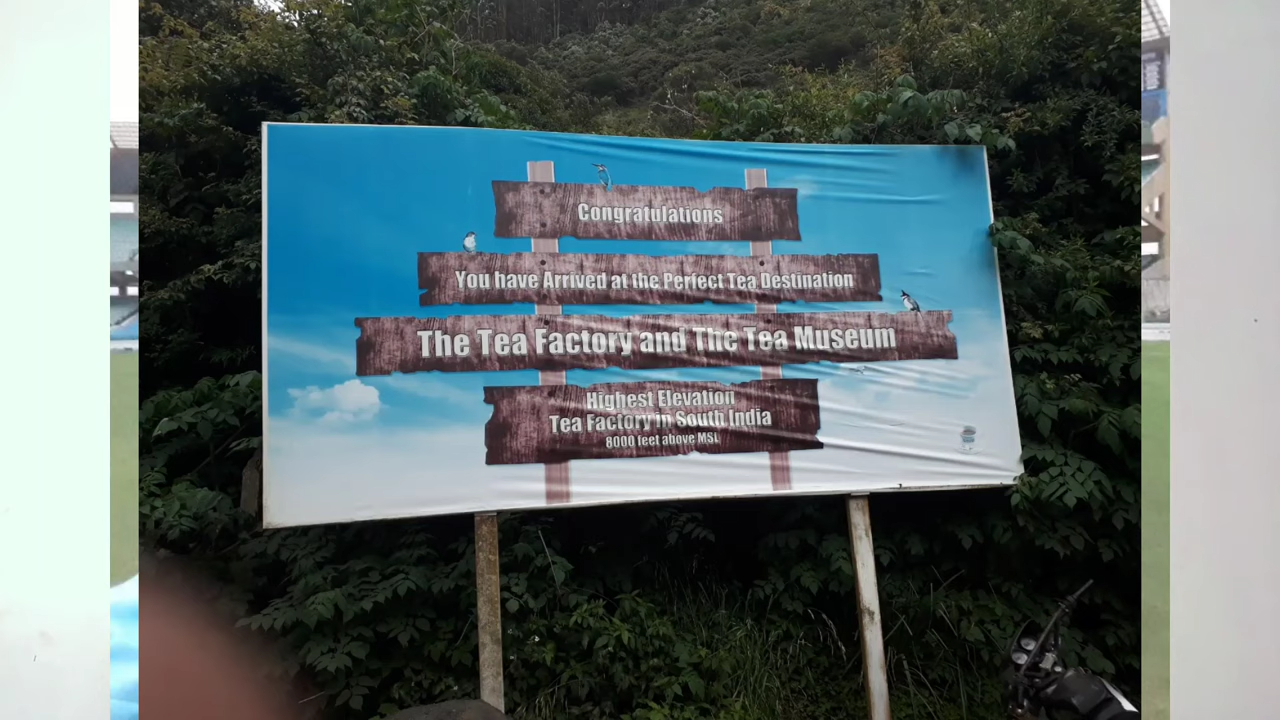 Congratulations
You have Arrived at the Perfect Tea Destination
The Tea Factory and The Tea Museum
Highest Elevation
Tea Factory in South India
8000 feet above MSL